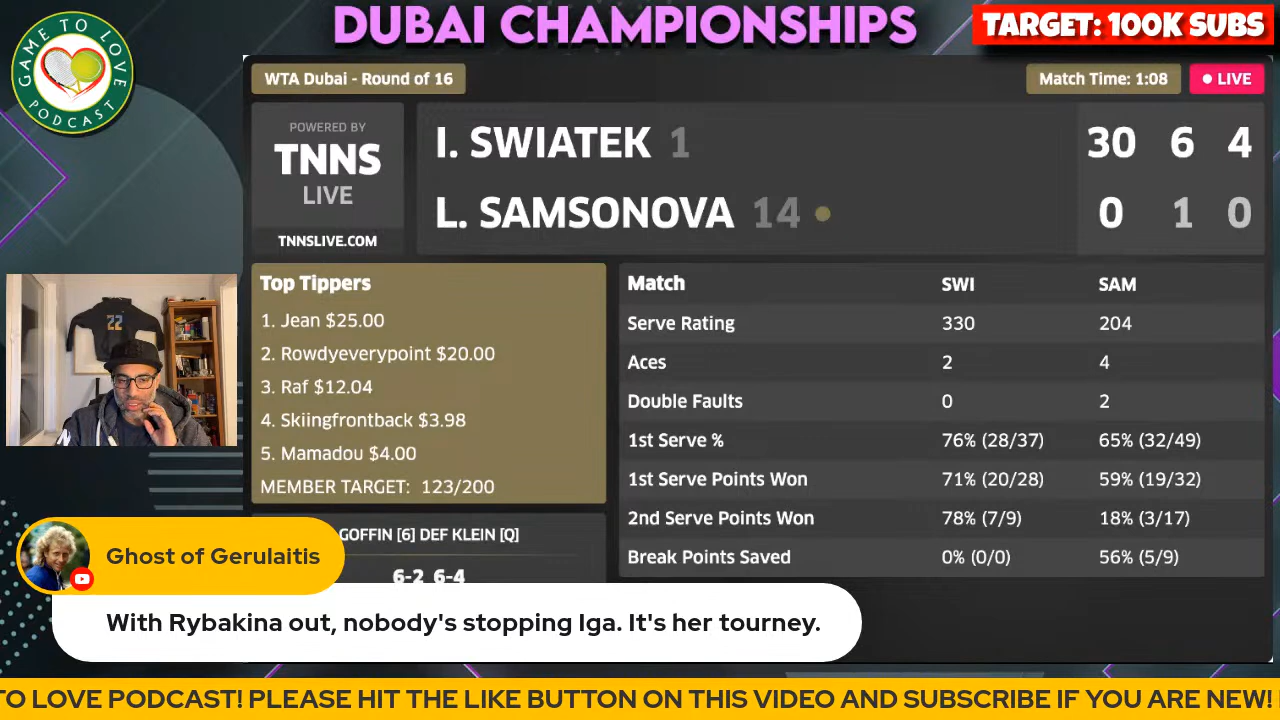 DUBAI CHAMPIONSHIPS
TARGET: 100K SUBS
GAME TO LOVE
PODCAST
WTA Dubai - Round of 16
Match Time: 1:08
LIVE
POWERED BY
TNNS
LIVE
TNNSLIVE.COM
I. SWIATEK 1 30 6 4
L. SAMSONOVA 14 0 1 0
22
Top Tippers
1. Jean $25.00
2. Rowdyeverypoint $20.00
3. Raf $12.04
4. Skiingfrontback $3.98
5. Mamadou $4.00
MEMBER TARGET: 123/200
Match SWI SAM
Serve Rating 330 204
Aces 2 4
Double Faults 0 2
1st Serve % 76% (28/37) 65% (32/49)
1st Serve Points Won 71% (20/28) 59% (19/32)
2nd Serve Points Won 78% (7/9) 18% (3/17)
Break Points Saved 0% (0/0) 56% (5/9)
GOFFIN [6] DEF KLEIN [Q]
6-2 6-4
Ghost of Gerulaitis
With Rybakina out, nobody's stopping Iga. It's her tourney.
TO LOVE PODCAST! PLEASE HIT THE LIKE BUTTON ON THIS VIDEO AND SUBSCRIBE IF YOU ARE NEW!